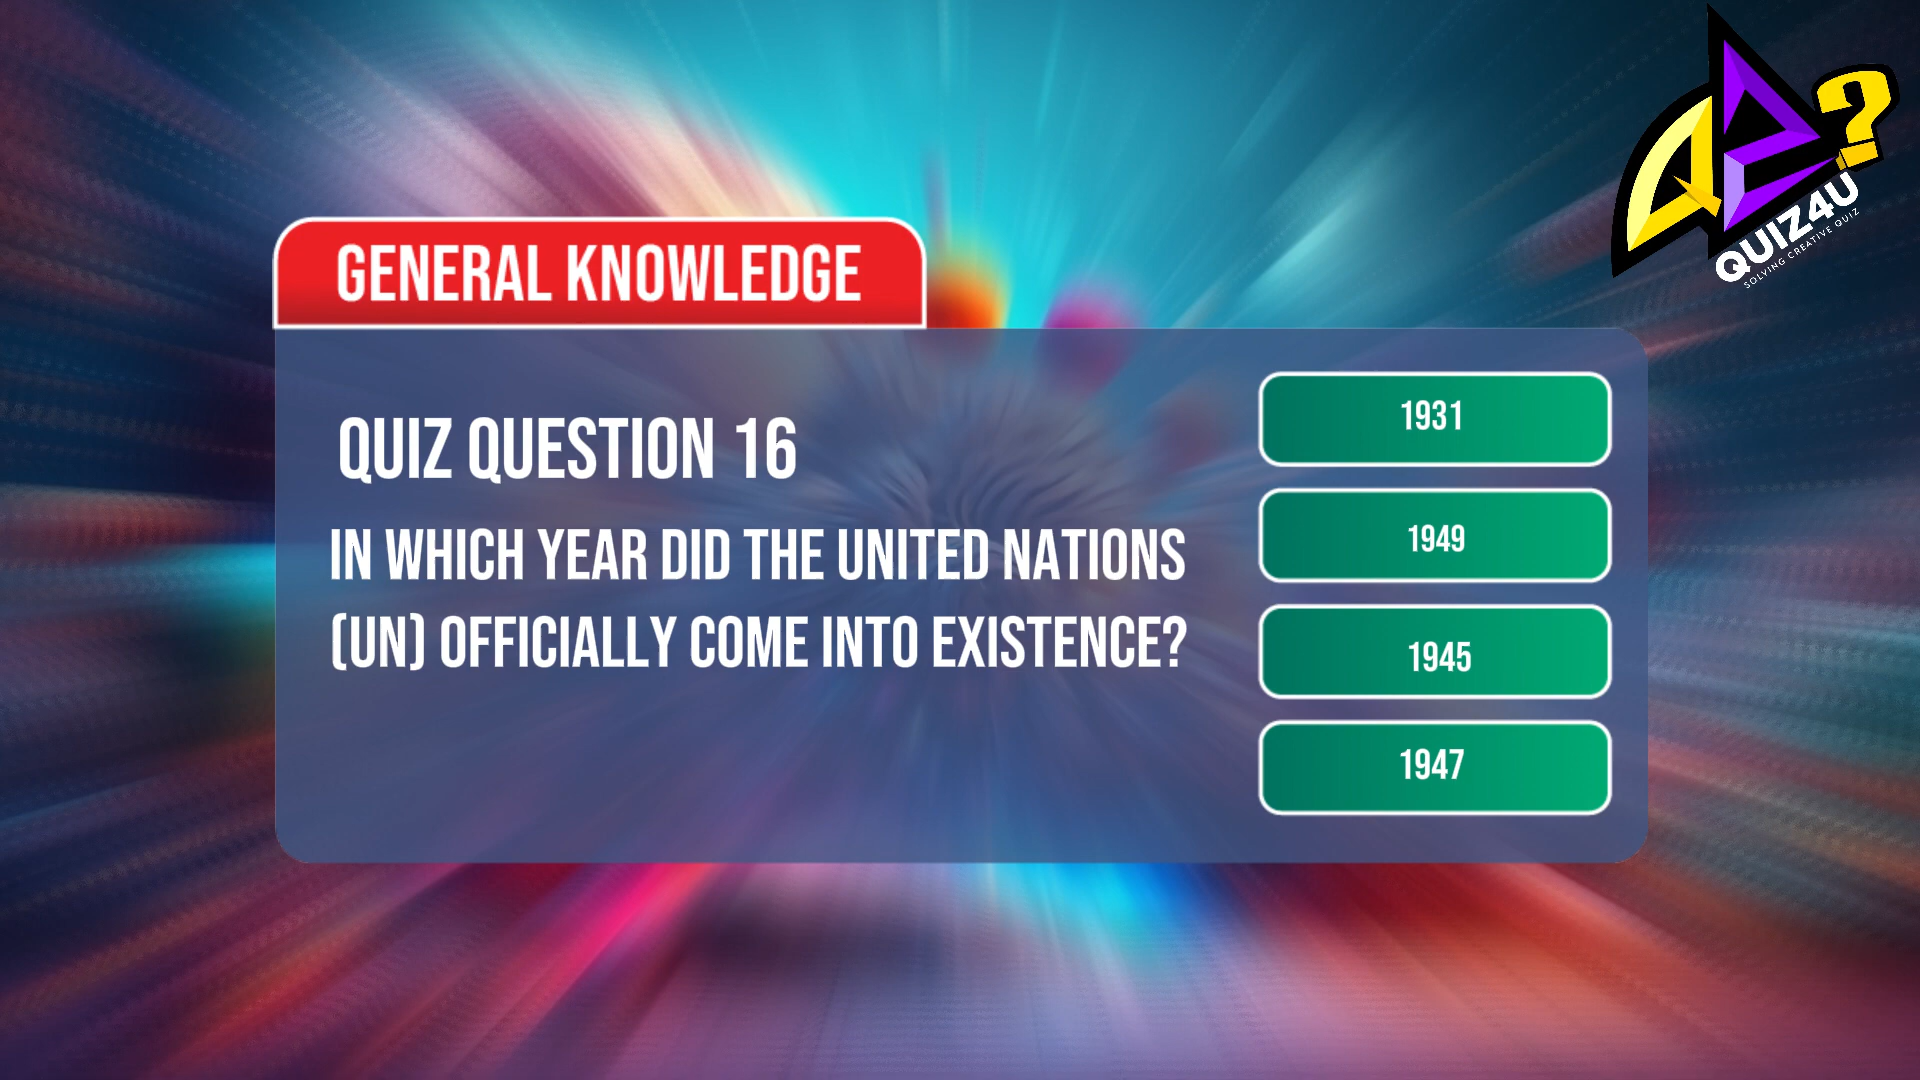 GENERAL KNOWLEDGE
QUIZ QUESTION 16
IN WHICH YEAR DID THE UNITED NATIONS
(UN) OFFICIALLY COME INTO EXISTENCE?
1931
1949
1945
1947
?
QUIZ4U
SOLVING CREATIVE QUIZ